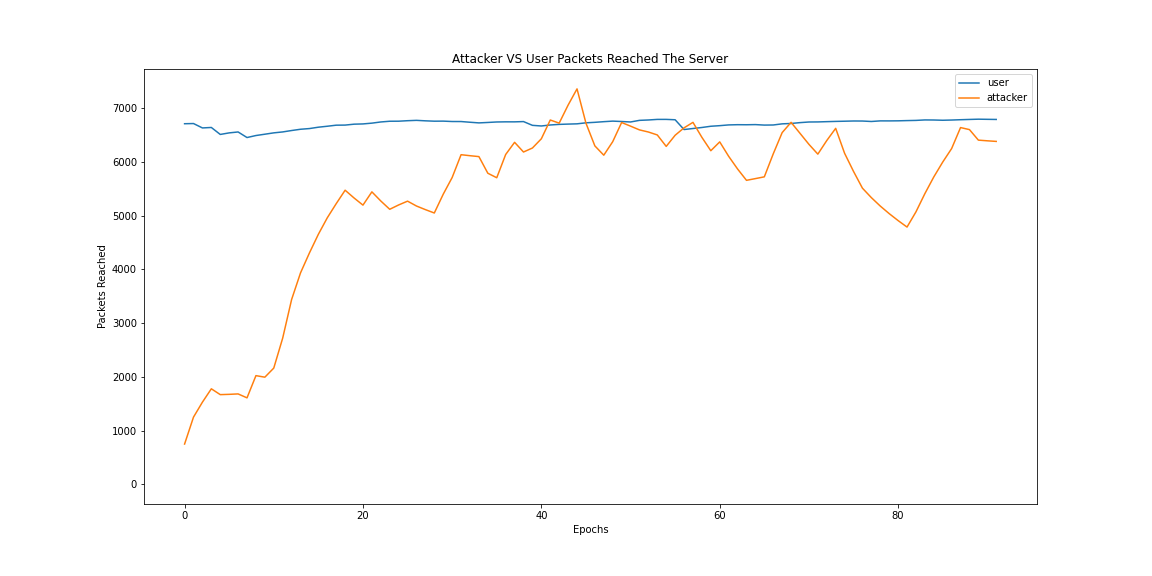 Attacker VS User Packets Reached The Server
user
attacker
Packets Reached
7000
6000
5000
4000
3000
2000
1000
0
0 20 40 60 80
Epochs